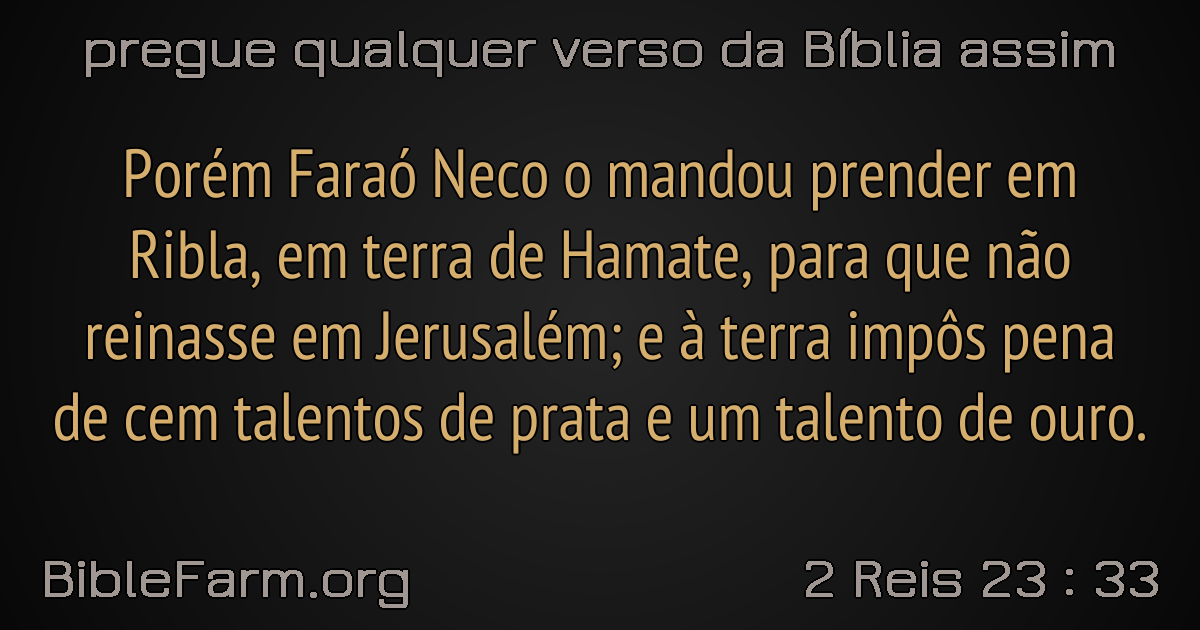 pregue qualquer verso da Bíblia assim
Porém Faraó Neco o mandou prender em
Ribla, em terra de Hamate, para que não
reinasse em Jerusalém; e à terra impôs pena
de cem talentos de prata e um talento de ouro.
BibleFarm.org
2 Reis 23 : 33